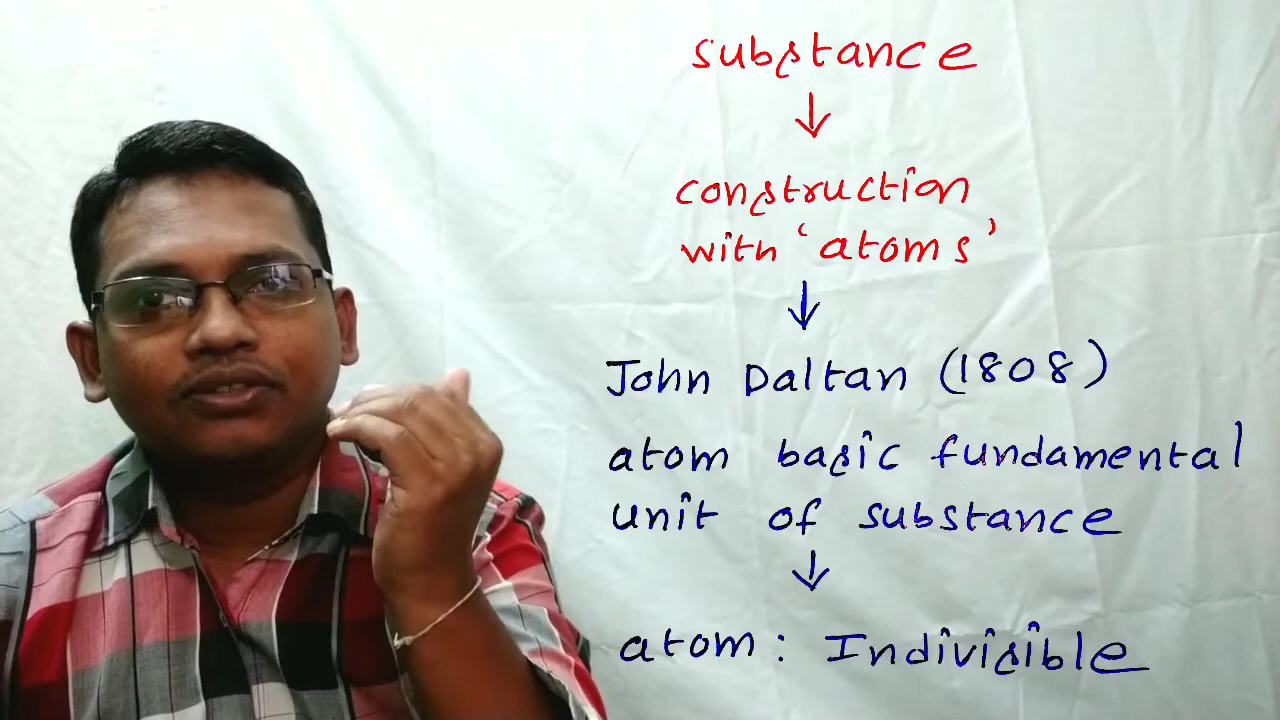 substance
↓
construction
with ‘atoms’
↓
John Daltan (1808)
atom basic fundamental
unit of substance
↓
atom : Indivisible